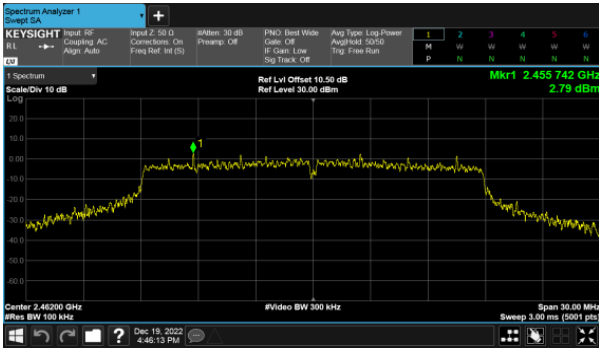 Spectrum Analyzer 1
Swept SA
+
KEYSIGHT
RL
Input: RF
Coupling: AC
Align: Auto
Input Z: 50 Ω
Corrections: On
Freq Ref: Int (S)
#Atten: 30 dB
Preamp: Off
PNO: Best Wide
Gate: Off
IF Gain: Low
Sig Track: Off
Avg Type: Log-Power
Avg|Hold: 50/50
Trig: Free Run
1 2 3 4 5 6
M W W W W W
P N N N N N
1 Spectrum
Scale/Div 10 dB
Ref Lvl Offset 10.50 dB
Ref Level 30.00 dBm
Mkr1 2.455 742 GHz
2.79 dBm
Log
20.0
10.0
0.00
-10.0
-20.0
-30.0
-40.0
-50.0
-60.0
1
Center 2.46200 GHz
#Res BW 100 kHz
#Video BW 300 kHz
Span 30.00 MHz
Sweep 3.00 ms (5001 pts)
?
Dec 19, 2022
4:46:13 PM